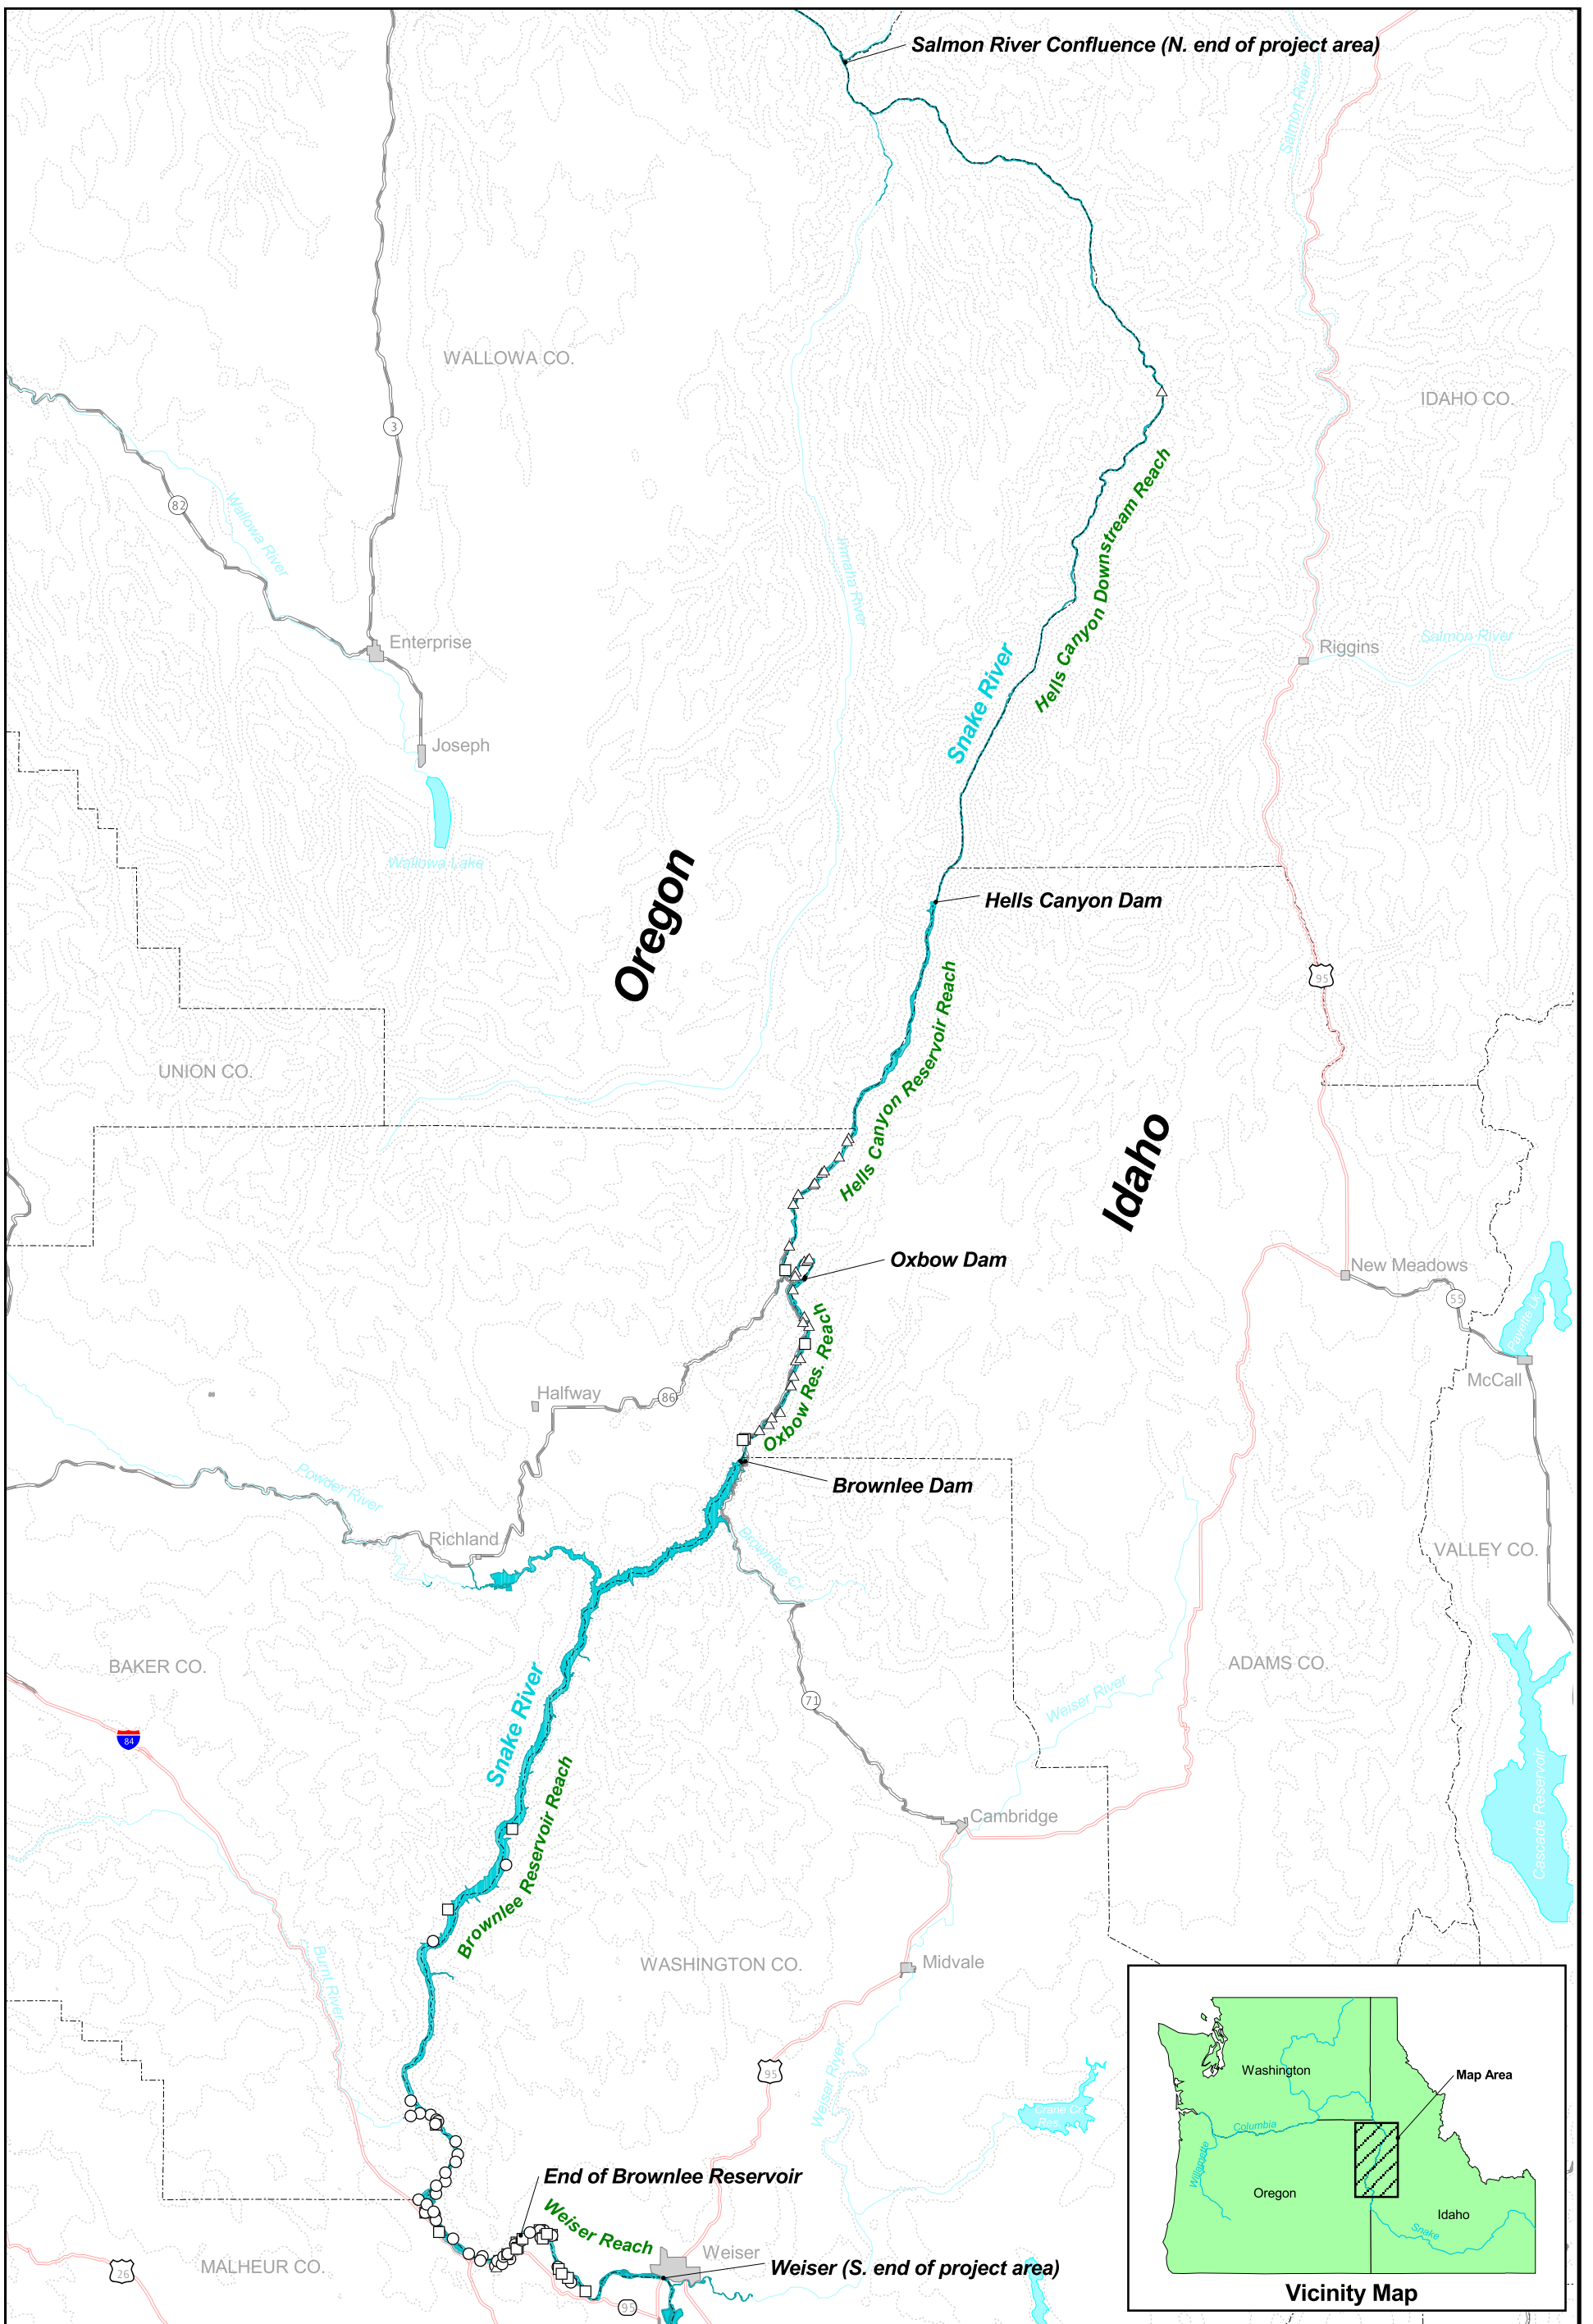 Salmon River Confluence (N. end of project area)
Salmon River
WALLOWA CO.
IDAHO CO.
3
82
Wallowa River
Imnaha River
Hells Canyon Downstream Reach
Enterprise
Riggins
Salmon River
Snake River
Joseph
Wallowa Lake
Oregon
Hells Canyon Dam
95
Hells Canyon Reservoir Reach
UNION CO.
Idaho
Oxbow Dam
New Meadows
55
Payette Lk
McCall
Oxbow Res. Reach
Halfway
86
Powder River
Brownlee Dam
Richland
Brownlee Cr.
VALLEY CO.
BAKER CO.
ADAMS CO.
Snake River
71
Weiser River
84
Brownlee Reservoir Reach
Cambridge
Cascade Reservoir
Burnt River
WASHINGTON CO.
Midvale
95
Weiser River
Crane Cr.
Res.
End of Brownlee Reservoir
Weiser Reach
Weiser
MALHEUR CO.
26
Weiser (S. end of project area)
95
Washington
Map Area
Columbia
Willamette
Oregon
Idaho
Snake
Vicinity Map